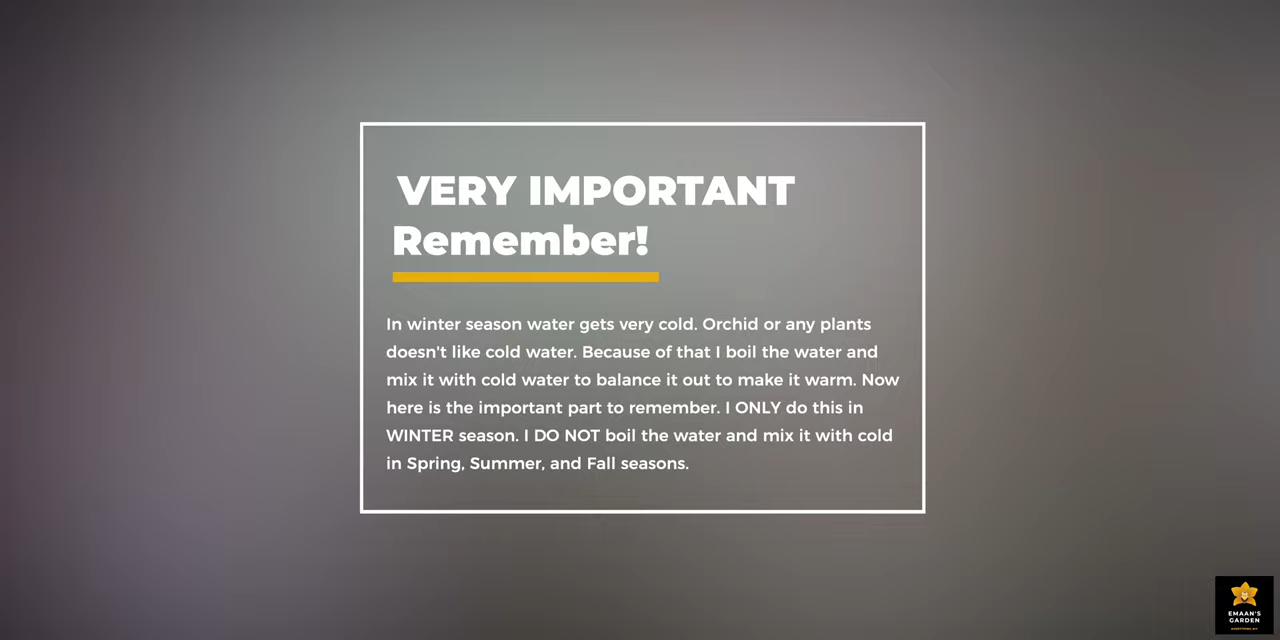 VERY IMPORTANT
Remember!
In winter season water gets very cold. Orchid or any plants
doesn't like cold water. Because of that I boil the water and
mix it with cold water to balance it out to make it warm. Now
here is the important part to remember. I ONLY do this in
WINTER season. I DO NOT boil the water and mix it with cold
in Spring, Summer, and Fall seasons.
EMAAN'S
GARDEN